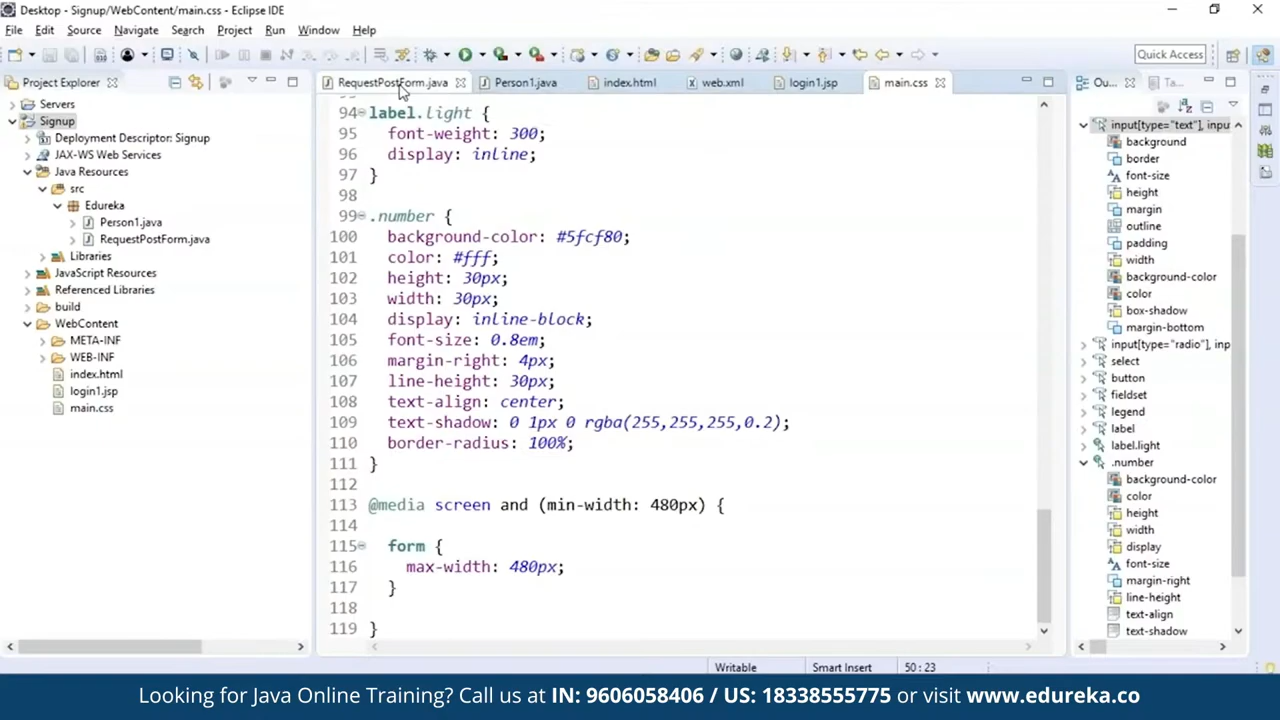 Desktop - Signup/WebContent/main.css - Eclipse IDE
File Edit Source Navigate Search Project Run Window Help
Quick Access
Project Explorer
Servers
Signup
Deployment Descriptor: Signup
JAX-WS Web Services
Java Resources
src
Edureka
Person1.java
RequestPostForm.java
Libraries
JavaScript Resources
Referenced Libraries
build
WebContent
META-INF
WEB-INF
index.html
login1.jsp
main.css
RequestPostForm.java Person1.java index.html web.xml login1.jsp main.css
94 label.light {
95 font-weight: 300;
96 display: inline;
97 }
98
99 .number {
100 background-color: #5fcf80;
101 color: #fff;
102 height: 30px;
103 width: 30px;
104 display: inline-block;
105 font-size: 0.8em;
106 margin-right: 4px;
107 line-height: 30px;
108 text-align: center;
109 text-shadow: 0 1px 0 rgba(255,255,255,0.2);
110 border-radius: 100%;
111 }
112
113 @media screen and (min-width: 480px) {
114
115 form {
116 max-width: 480px;
117 }
118
119 }
Ou... Ta...
input[type="text"], inpu
background
border
font-size
height
margin
outline
padding
width
background-color
color
box-shadow
margin-bottom
input[type="radio"], inp
select
button
fieldset
legend
label
label.light
.number
background-color
color
height
width
display
font-size
margin-right
line-height
text-align
text-shadow
Writable Smart Insert 50 : 23
Looking for Java Online Training? Call us at IN: 9606058406 / US: 18338555775 or visit www.edureka.co